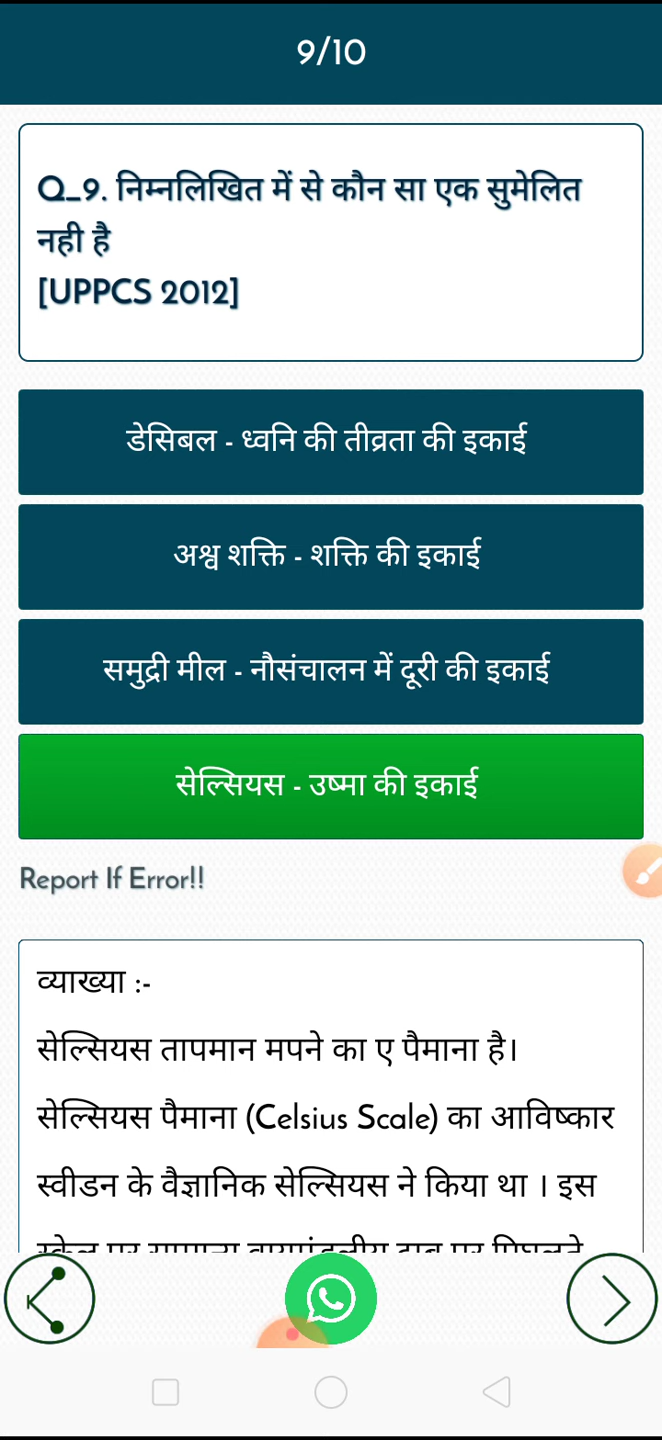 9/10
Q_9. निम्नलिखित में से कौन सा एक सुमेलित
नही है
[UPPCS 2012]
डेसिबल - ध्वनि की तीव्रता की इकाई
अश्व शक्ति - शक्ति की इकाई
समुद्री मील - नौसंचालन में दूरी की इकाई
सेल्सियस - उष्मा की इकाई
Report If Error!!
व्याख्या :-
सेल्सियस तापमान मपने का ए पैमाना है।
सेल्सियस पैमाना (Celsius Scale) का आविष्कार
स्वीडन के वैज्ञानिक सेल्सियस ने किया था । इस